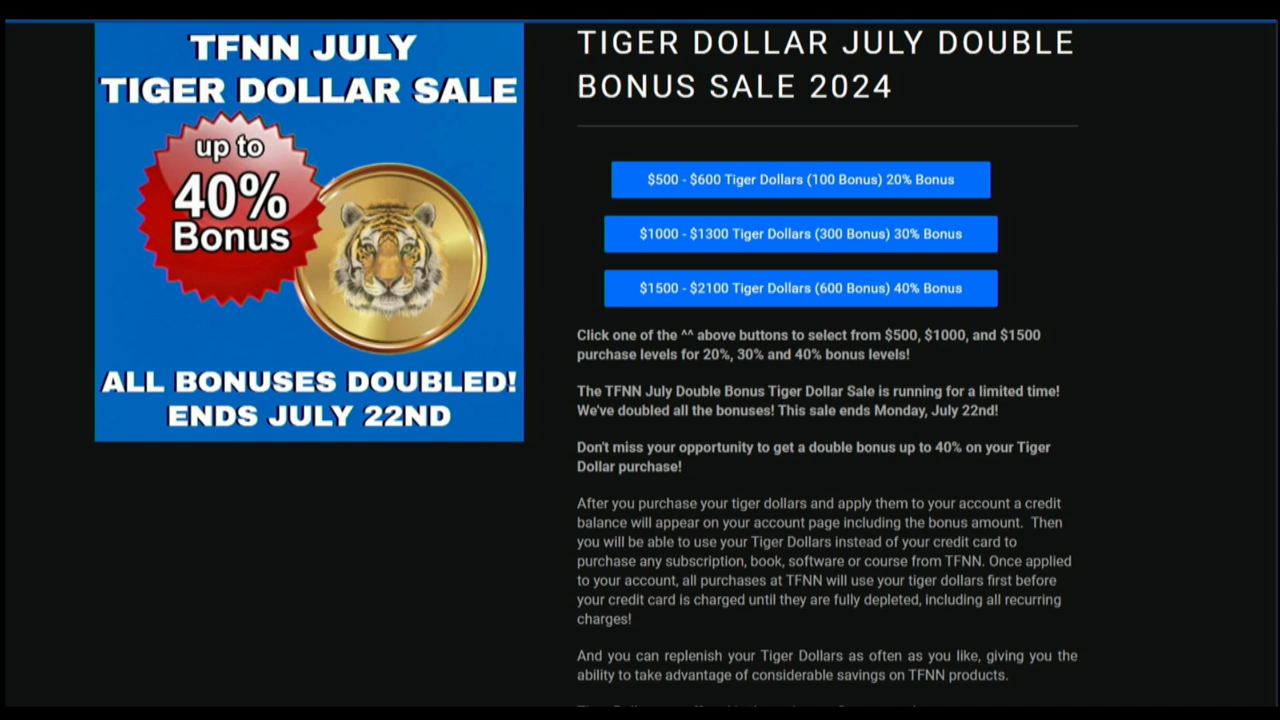 TFNN JULY
TIGER DOLLAR SALE
up to
40%
Bonus
ALL BONUSES DOUBLED!
ENDS JULY 22ND
TIGER DOLLAR JULY DOUBLE
BONUS SALE 2024
$500 - $600 Tiger Dollars (100 Bonus) 20% Bonus
$1000 - $1300 Tiger Dollars (300 Bonus) 30% Bonus
$1500 - $2100 Tiger Dollars (600 Bonus) 40% Bonus
Click one of the ^^ above buttons to select from $500, $1000, and $1500
purchase levels for 20%, 30% and 40% bonus levels!
The TFNN July Double Bonus Tiger Dollar Sale is running for a limited time!
We've doubled all the bonuses! This sale ends Monday, July 22nd!
Don't miss your opportunity to get a double bonus up to 40% on your Tiger
Dollar purchase!
After you purchase your tiger dollars and apply them to your account a credit
balance will appear on your account page including the bonus amount. Then
you will be able to use your Tiger Dollars instead of your credit card to
purchase any subscription, book, software or course from TFNN. Once applied
to your account, all purchases at TFNN will use your tiger dollars first before
your credit card is charged until they are fully depleted, including all recurring
charges!
And you can replenish your Tiger Dollars as often as you like, giving you the
ability to take advantage of considerable savings on TFNN products.